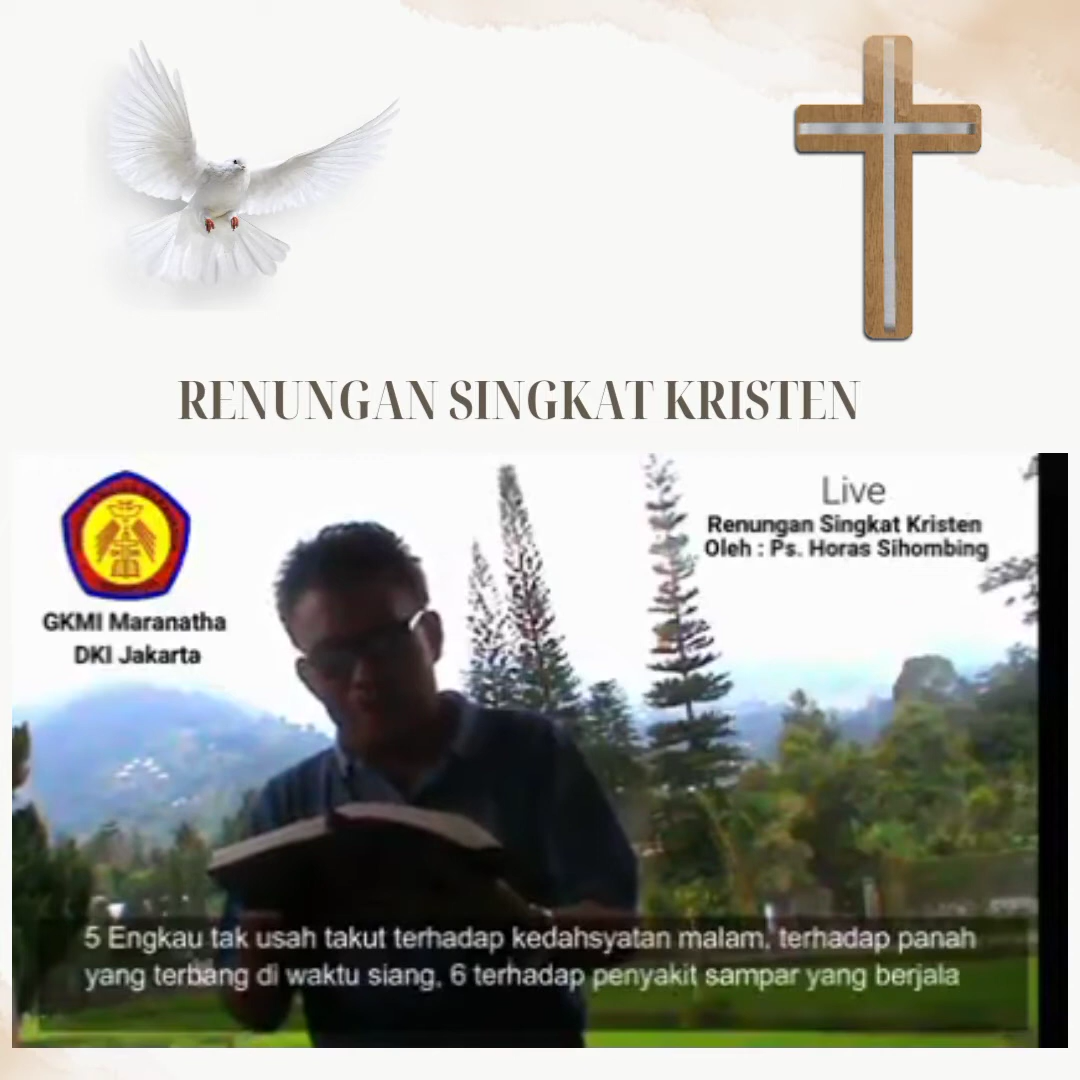 RENUNGAN SINGKAT KRISTEN
Live
Renungan Singkat Kristen
Oleh : Ps. Horas Sihombing
GKMI Maranatha
DKI Jakarta
5 Engkau tak usah takut terhadap kedahsyatan malam, terhadap panah
yang terbang di waktu siang, 6 terhadap penyakit sampar yang berjala